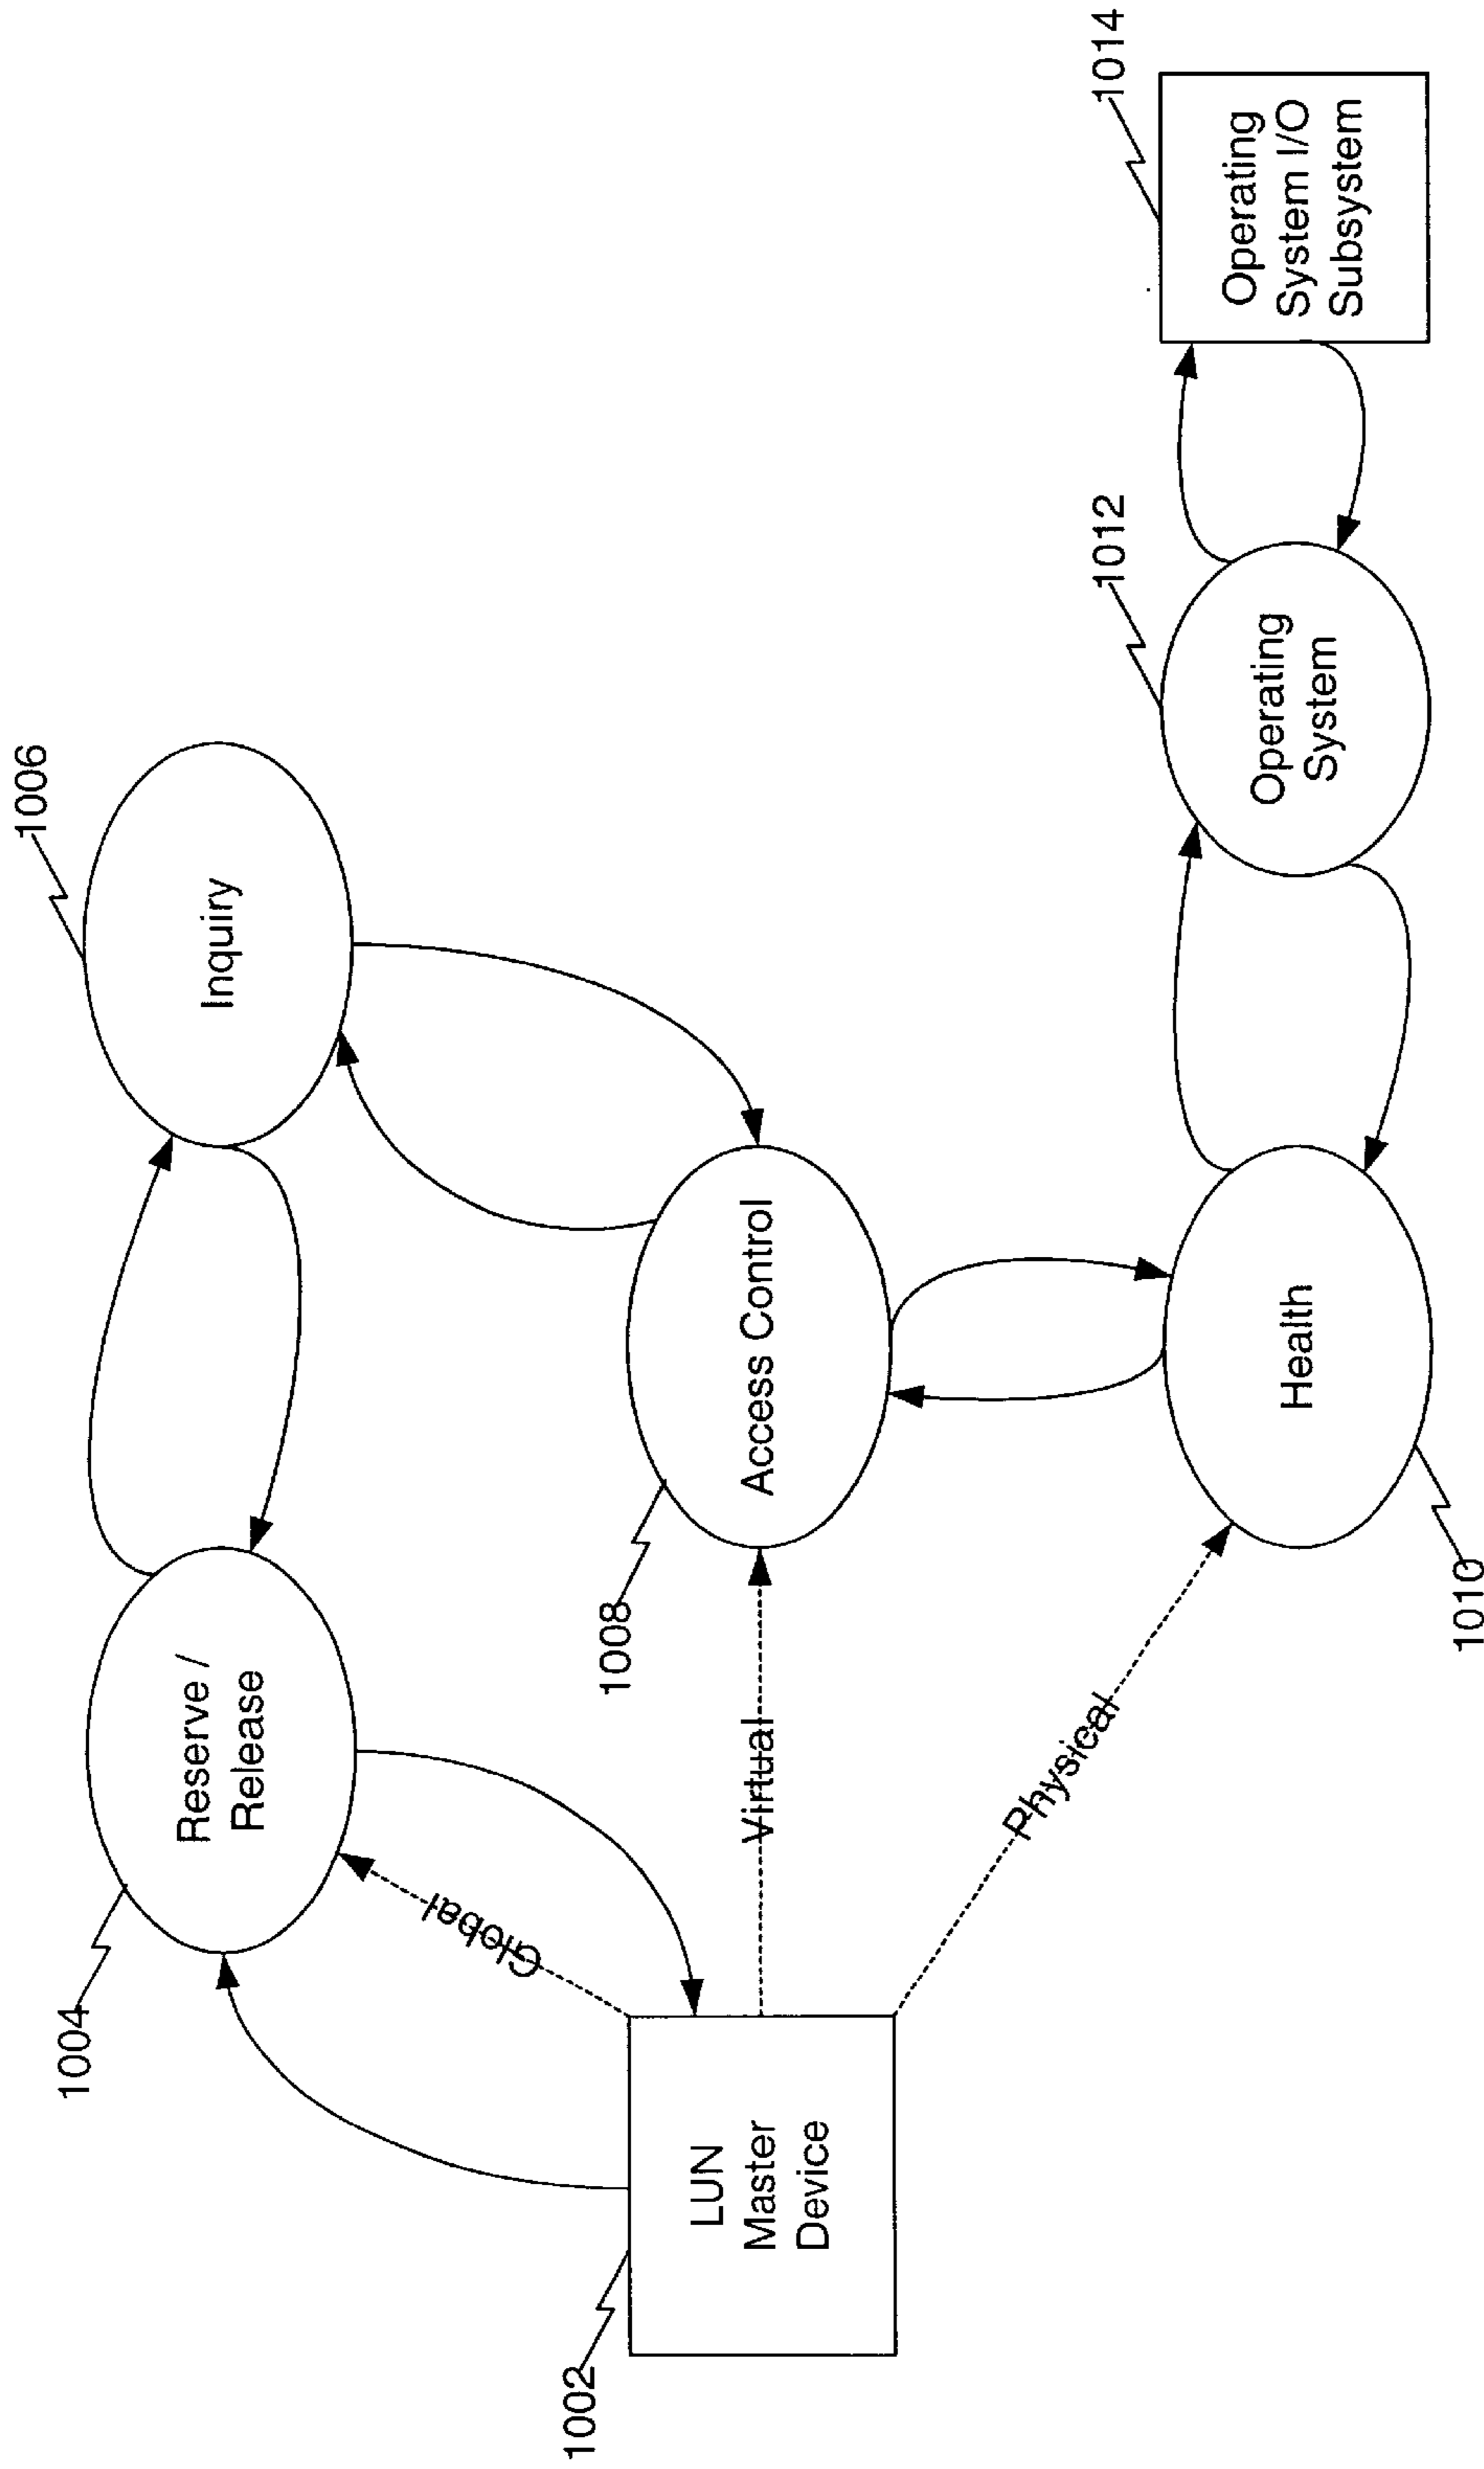 1004
Reserve /
Release
1006
Inquiry
Global
1002
LUN
Master
Device
Virtual
1008
Access Control
Physical
1010
Health
1012
Operating
System
1014
Operating
System I/O
Subsystem